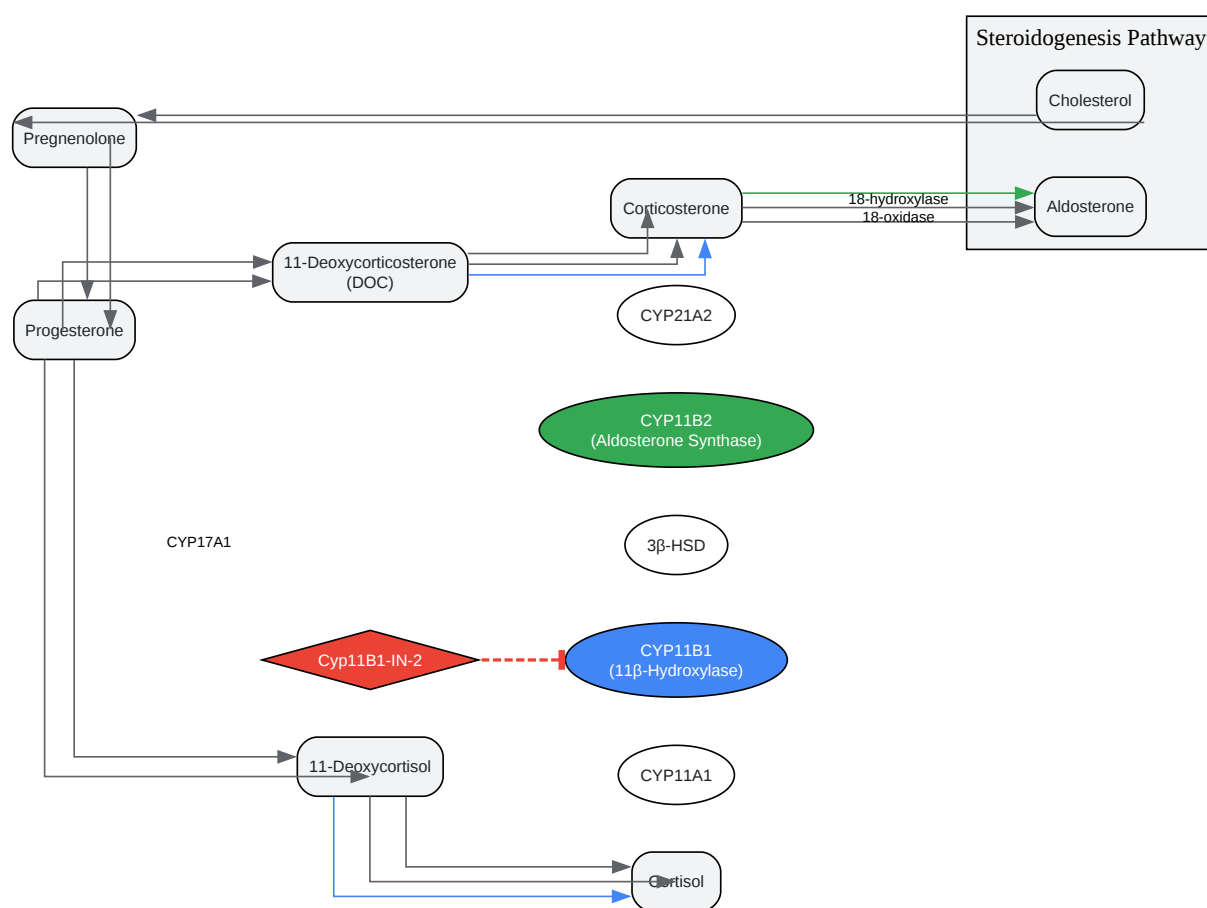 Steroidogenesis Pathway
Cholesterol
Pregnenolone
Corticosterone
18-hydroxylase
Aldosterone
18-oxidase
11-Deoxycorticosterone
(DOC)
CYP21A2
Progesterone
CYP11B2
(Aldosterone Synthase)
CYP17A1
3β-HSD
Cyp11B1-IN-2
CYP11B1
(11β-Hydroxylase)
11-Deoxycortisol
CYP11A1
Cortisol